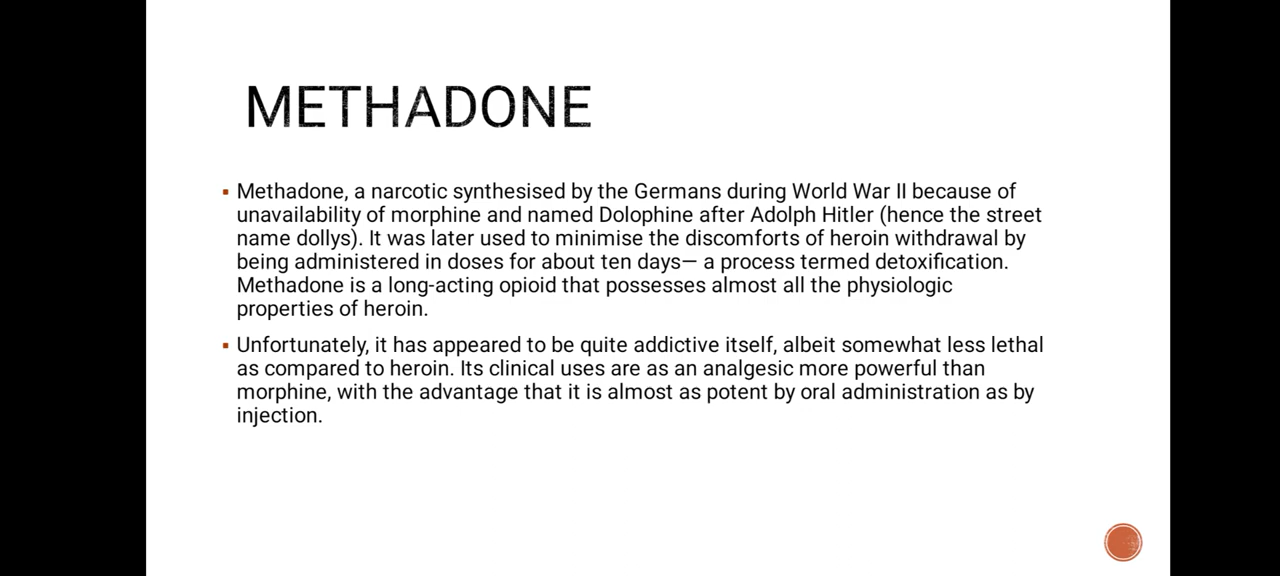 METHADONE
▪ Methadone, a narcotic synthesised by the Germans during World War II because of
unavailability of morphine and named Dolophine after Adolph Hitler (hence the street
name dollys). It was later used to minimise the discomforts of heroin withdrawal by
being administered in doses for about ten days— a process termed detoxification.
Methadone is a long-acting opioid that possesses almost all the physiologic
properties of heroin.
▪ Unfortunately, it has appeared to be quite addictive itself, albeit somewhat less lethal
as compared to heroin. Its clinical uses are as an analgesic more powerful than
morphine, with the advantage that it is almost as potent by oral administration as by
injection.